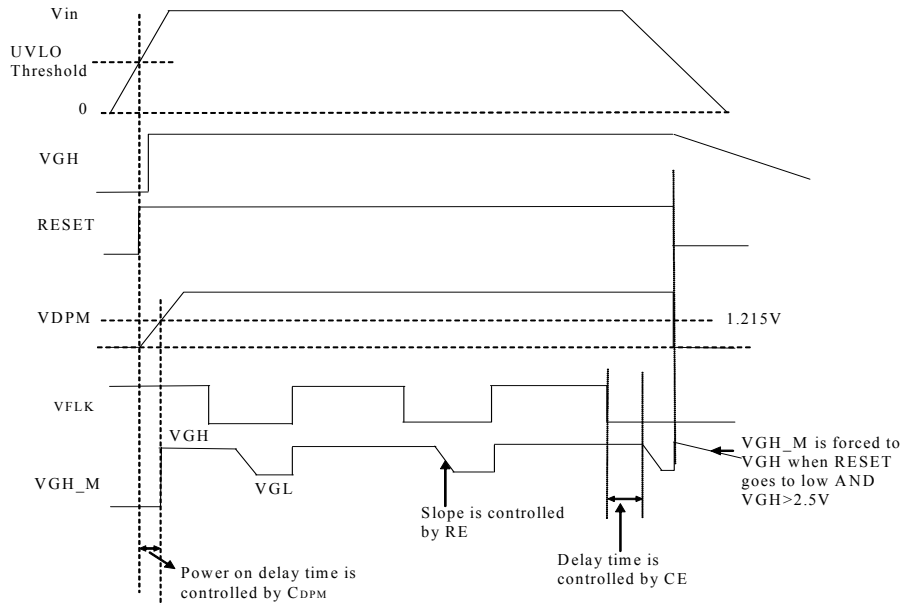 Vin
UVLO
Threshold
0
VGH
RESET
VDPM
1.215V
VFLK
VGH
VGH_M
VGL
VGH_M is forced to
VGH when RESET
goes to low AND
VGH>2.5V
Slope is controlled
by RE
Delay time is
controlled by CE
Power on delay time is
controlled by CDPM